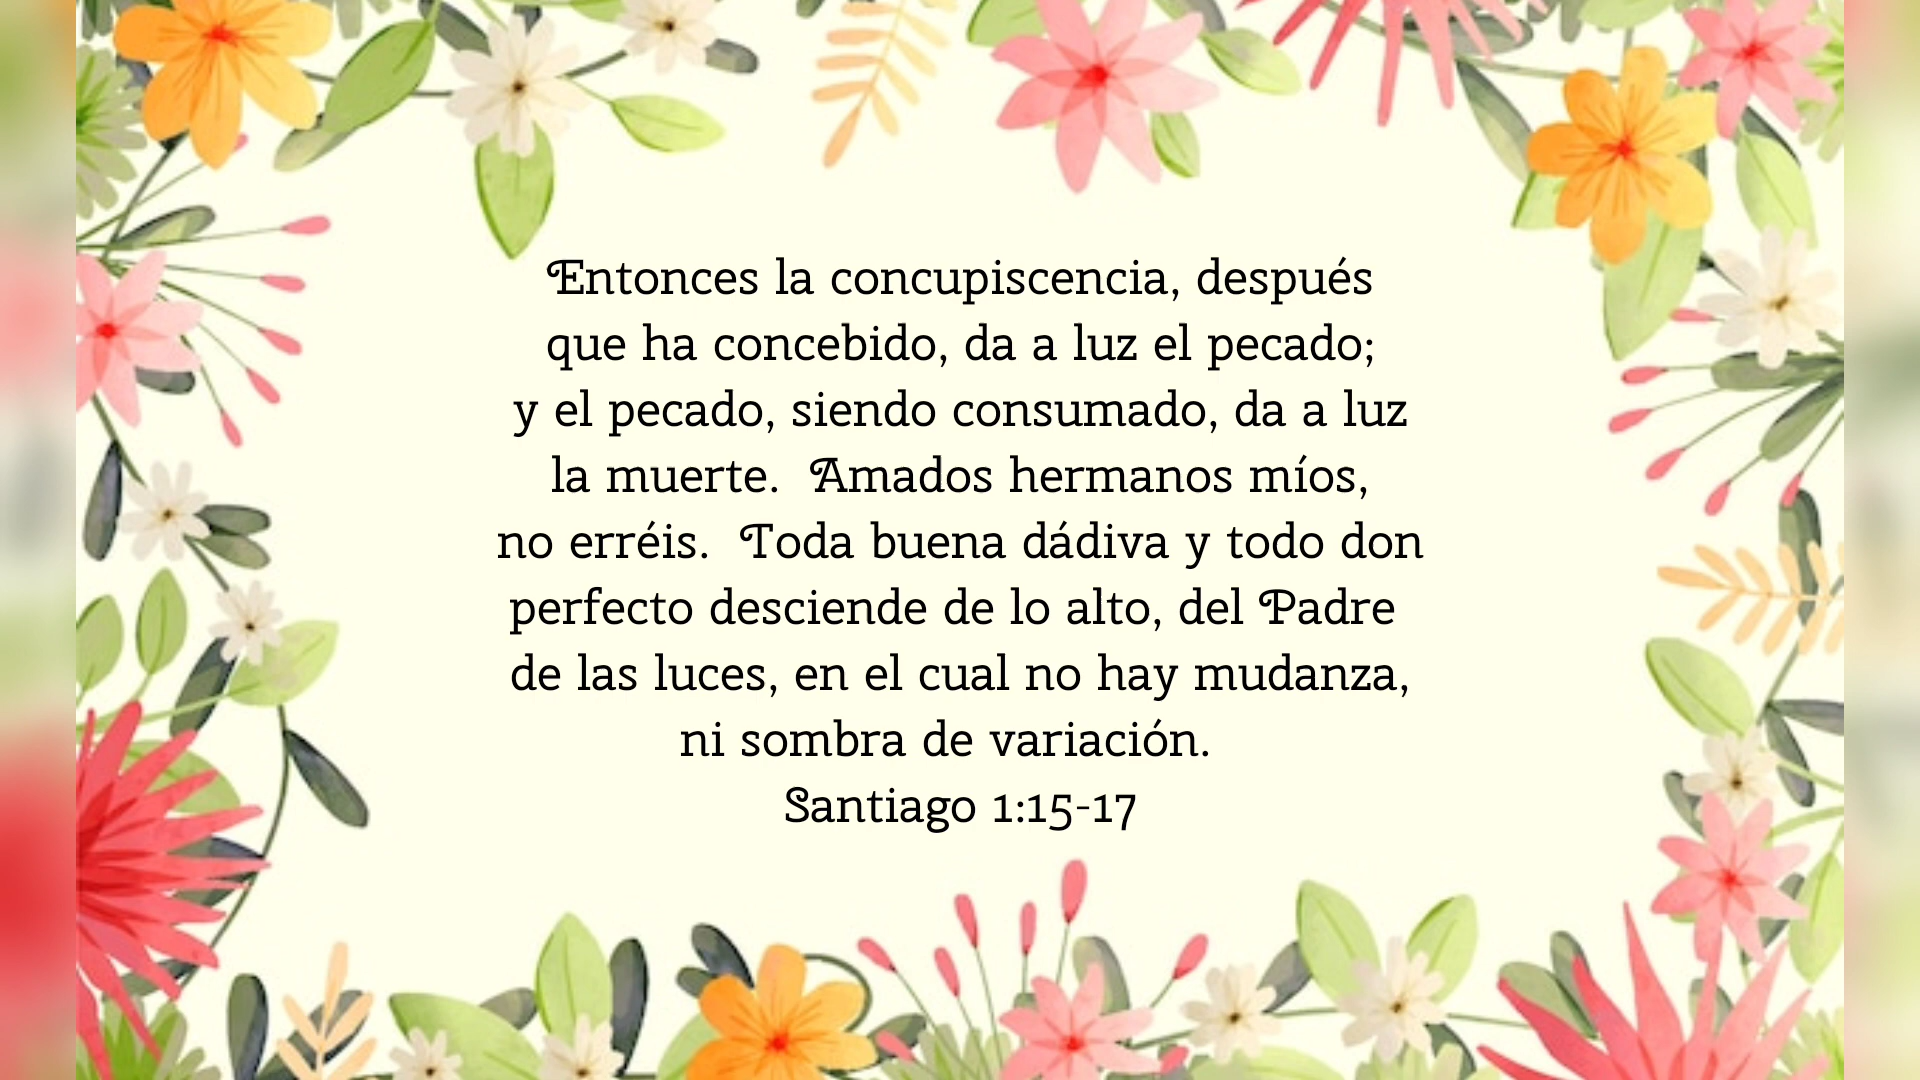 Entonces la concupiscencia, después
que ha concebido, da a luz el pecado;
y el pecado, siendo consumado, da a luz
la muerte.  Amados hermanos míos,
no erréis.  Toda buena dádiva y todo don
perfecto desciende de lo alto, del Padre
de las luces, en el cual no hay mudanza,
ni sombra de variación.
Santiago 1:15-17